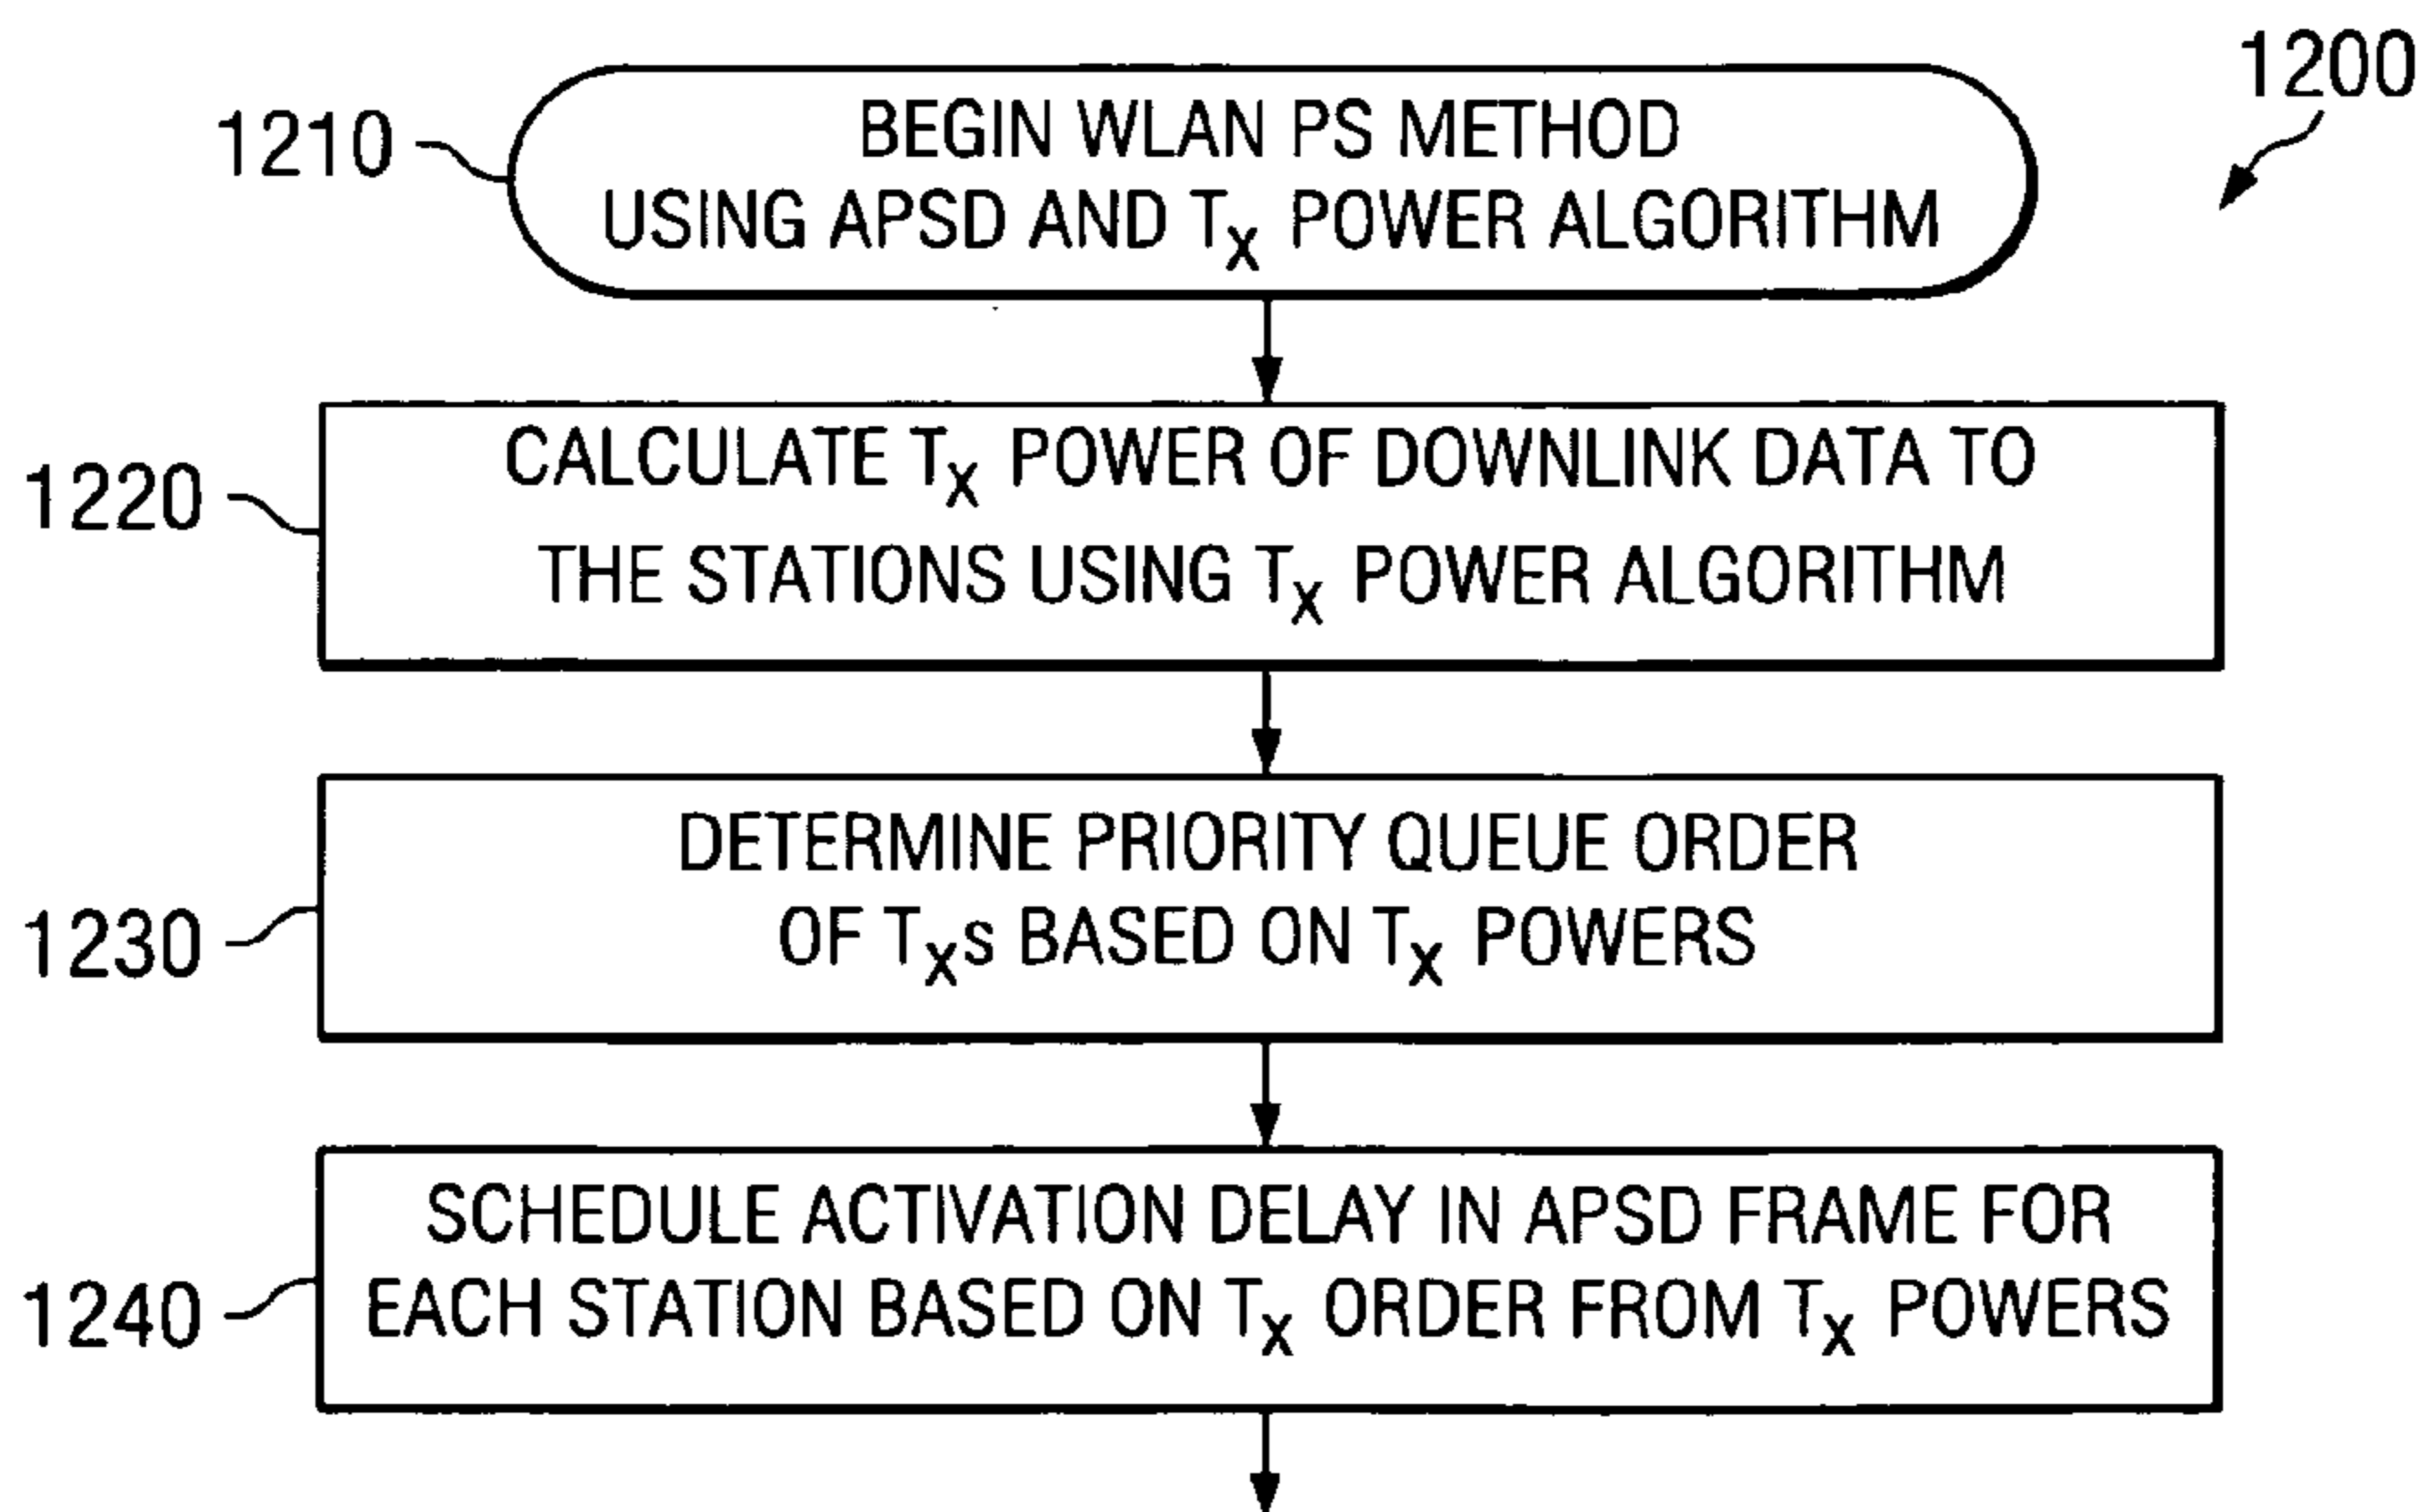 1200
1210
BEGIN WLAN PS METHOD
USING APSD AND Tx POWER ALGORITHM
1220
CALCULATE Tx POWER OF DOWNLINK DATA TO
THE STATIONS USING Tx POWER ALGORITHM
1230
DETERMINE PRIORITY QUEUE ORDER
OF Txs BASED ON Tx POWERS
1240
SCHEDULE ACTIVATION DELAY IN APSD FRAME FOR
EACH STATION BASED ON Tx ORDER FROM Tx POWERS